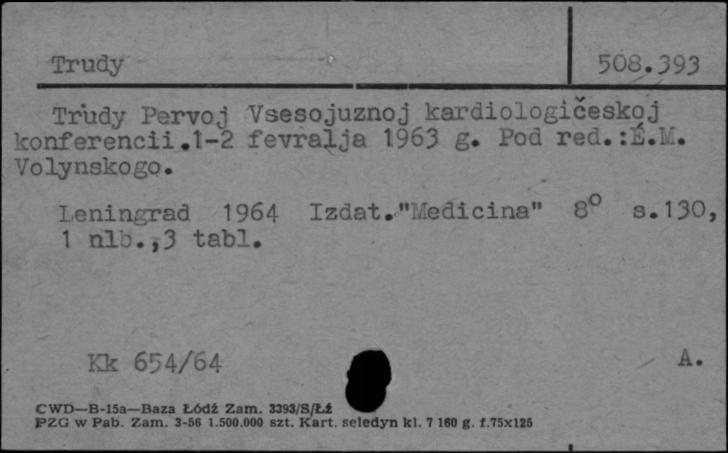 Trudy 508.393
Trudy Pervoj Vsesojuznoj kardiologičeskoj
konferencii.1-2 fevralja 1963 g. Pod red.:É.M.
Volynskogo.
Leningrad 1964 Izdat."Medicina" 8° s.130,
1 nlb.,3 tabl.
Kk 654/64 A.
CWD—B-15a—Baza Łódź Zam. 3393/S/Łź
PZG w Pab. Zam. 3-56 1.500.000 szt. Kart. seledyn kl. 7 160 g. f.75x125